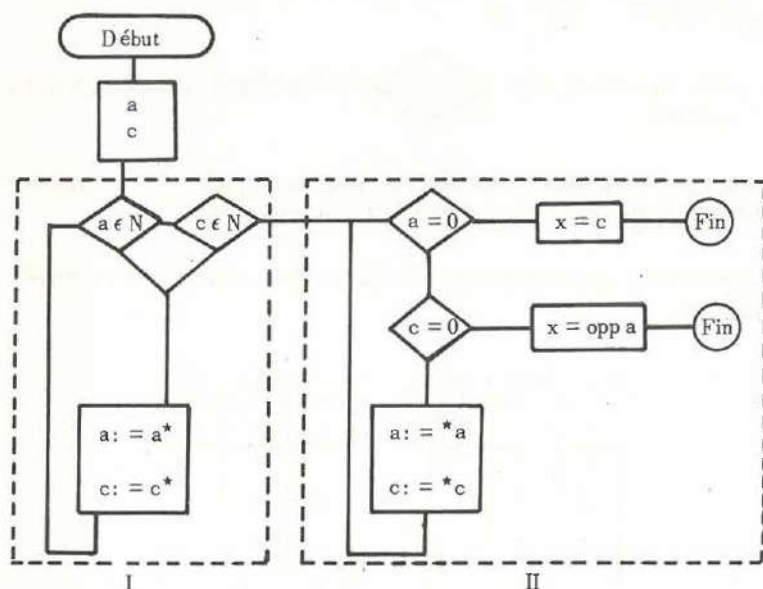 Début
a
c
a ϵ N
c ϵ N
a: = a*
c: = c*
I
a = 0
x = c
Fin
c = 0
x = opp a
Fin
a: = *a
c: = *c
II